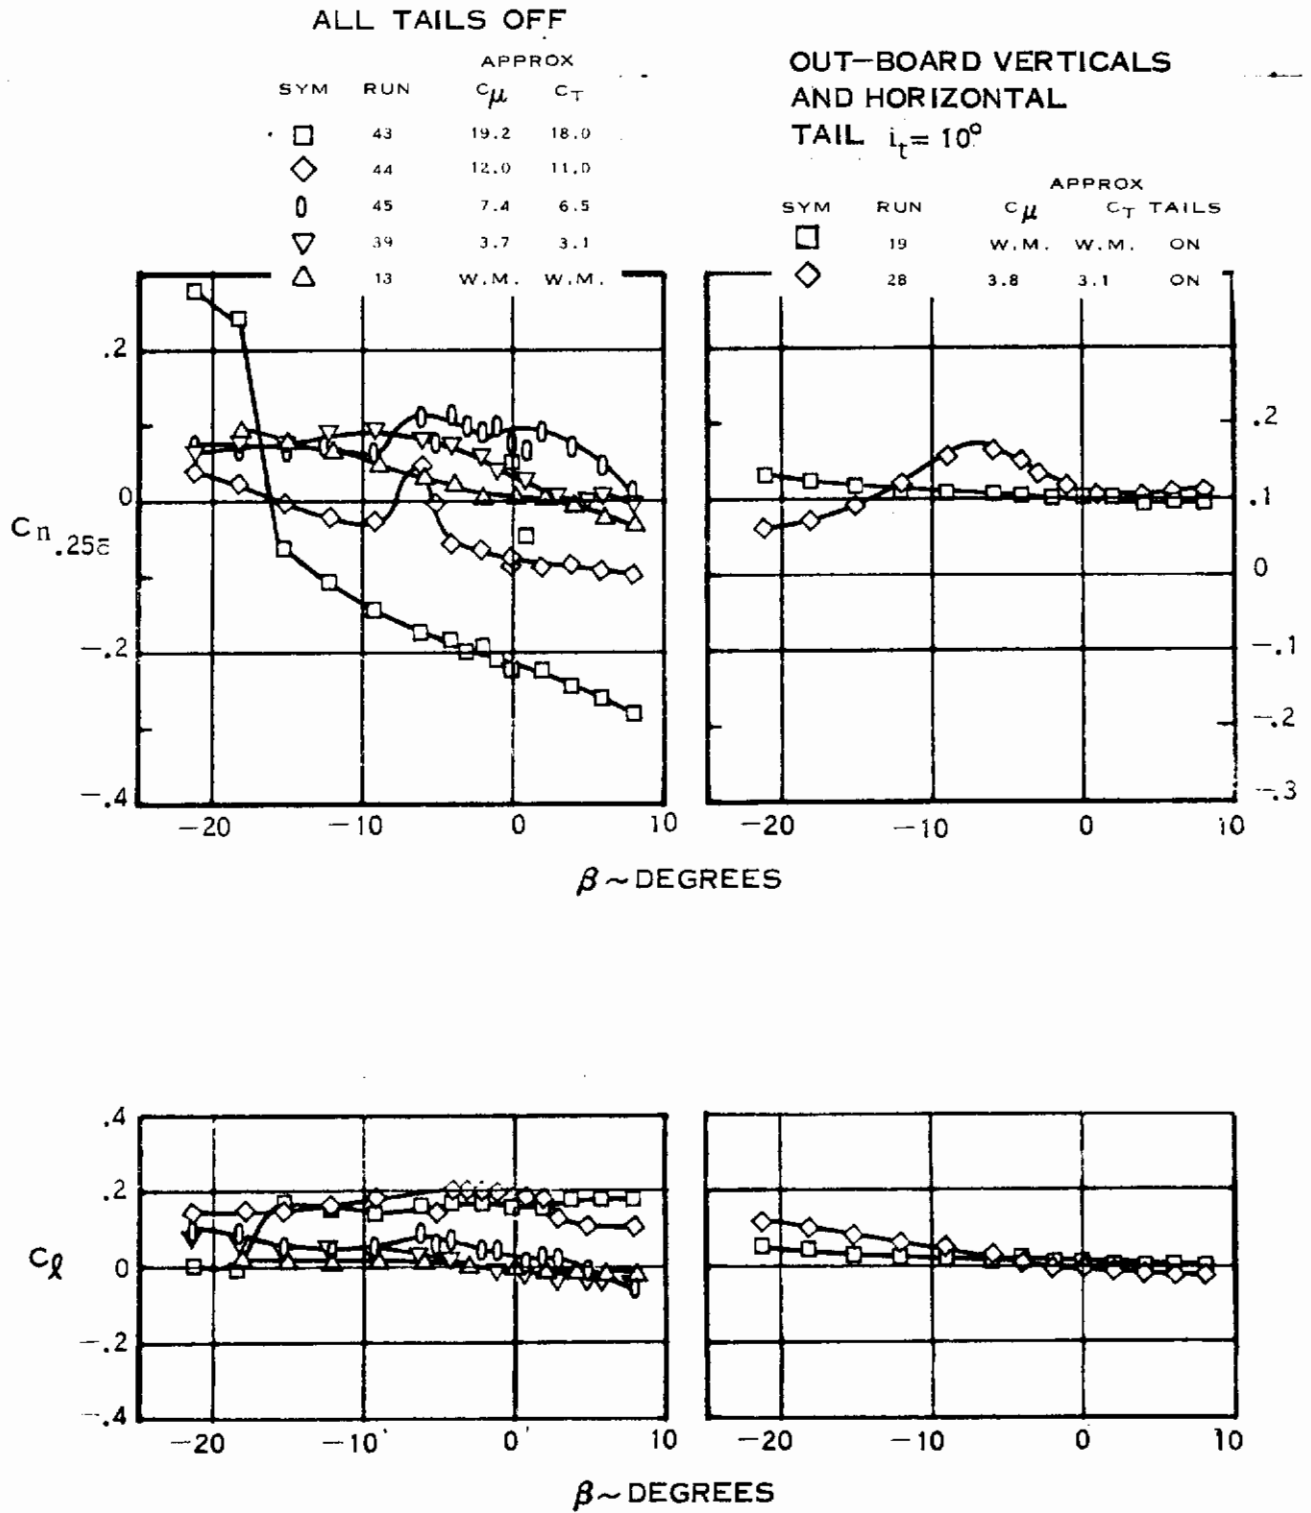 ALL TAILS OFF
APPROX
SYM RUN Cμ CT
43 19.2 18.0
44 12.0 11.0
45 7.4 6.5
39 3.7 3.1
13 W.M. W.M.
OUT-BOARD VERTICALS
AND HORIZONTAL
TAIL it = 10°
APPROX
SYM RUN Cμ CT TAILS
19 W.M. W.M. ON
28 3.8 3.1 ON
.2
0
-.2
-.4
Cn.25c̄
-20 -10 0 10
.2
.1
0
-.1
-.2
-.3
-20 -10 0 10
β~DEGREES
.4
.2
0
-.2
-.4
Cℓ
-20 -10 0 10
-20 -10 0 10
β~DEGREES